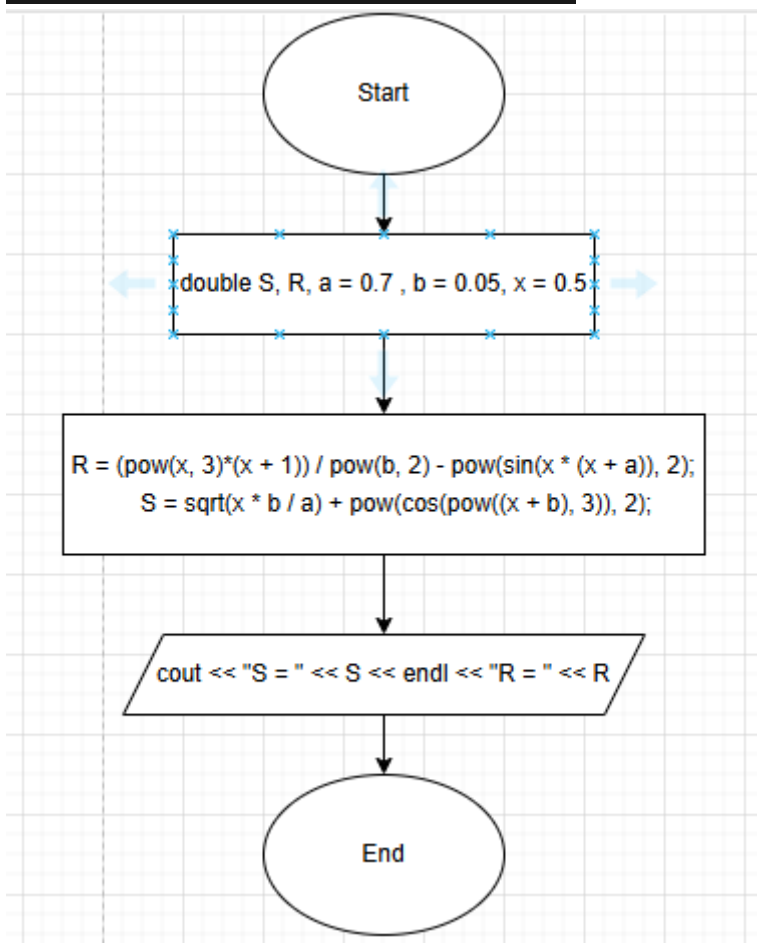 Start
double S, R, a = 0.7 , b = 0.05, x = 0.5
R = (pow(x, 3)*(x + 1)) / pow(b, 2) - pow(sin(x * (x + a)), 2);
S = sqrt(x * b / a) + pow(cos(pow((x + b), 3)), 2);
cout << "S = " << S << endl << "R = " << R
End